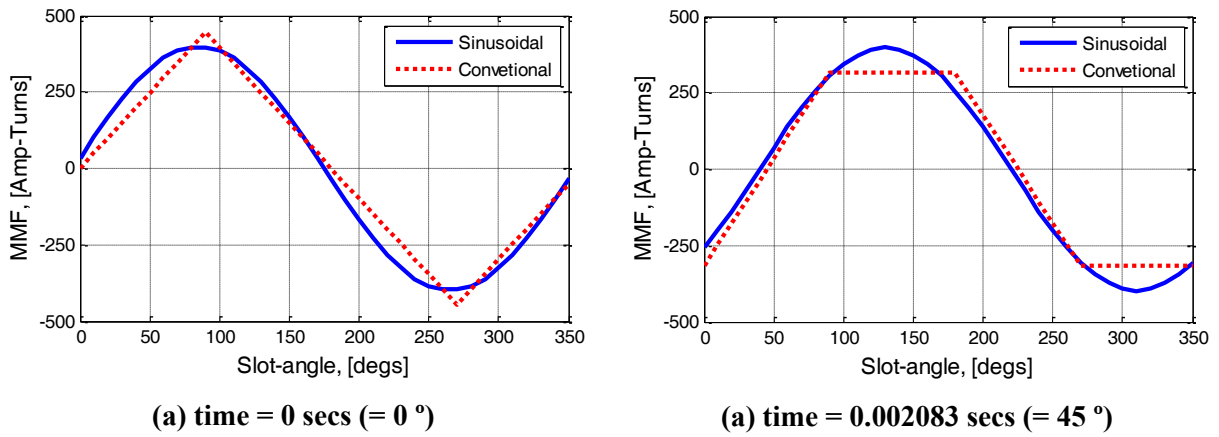 500
250
0
-250
-500
MMF, [Amp-Turns]
0 50 100 150 200 250 300 350
Slot-angle, [degs]
Sinusoidal
Convetional
(a) time = 0 secs (= 0 º)
500
250
0
-250
-500
MMF, [Amp-Turns]
0 50 100 150 200 250 300 350
Slot-angle, [degs]
Sinusoidal
Convetional
(a) time = 0.002083 secs (= 45 º)